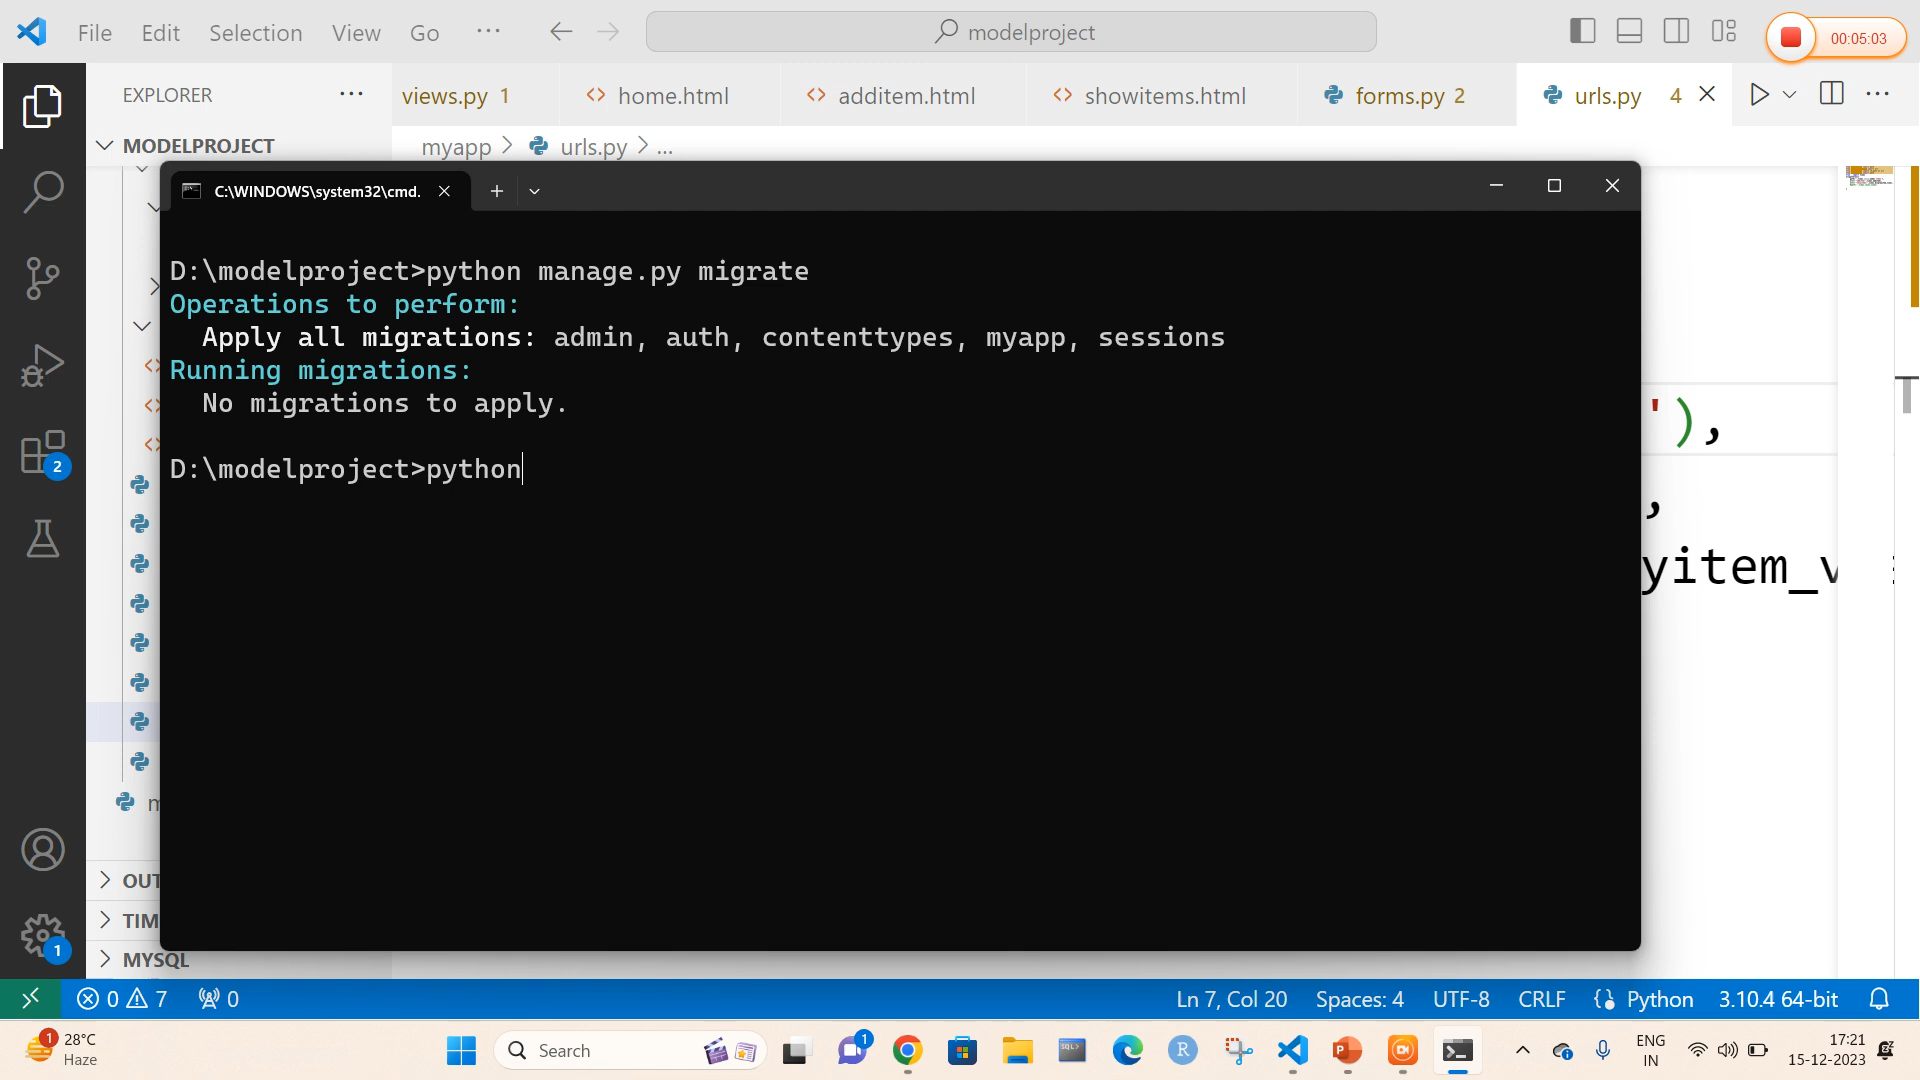 File Edit Selection View Go ...
modelproject
00:05:03
EXPLORER ...
views.py 1
home.html
additem.html
showitems.html
forms.py 2
urls.py 4
MODELPROJECT
myapp > urls.py > ...
C:\WINDOWS\system32\cmd.
D:\modelproject>python manage.py migrate
Operations to perform:
Apply all migrations: admin, auth, contenttypes, myapp, sessions
Running migrations:
No migrations to apply.
D:\modelproject>python
'),
,
yitem_v
OUT
TIM
MYSQL
2
1
0 7 0
Ln 7, Col 20 Spaces: 4 UTF-8 CRLF Python 3.10.4 64-bit
1
28°C
Haze
Search
1
ENG
IN
17:21
15-12-2023